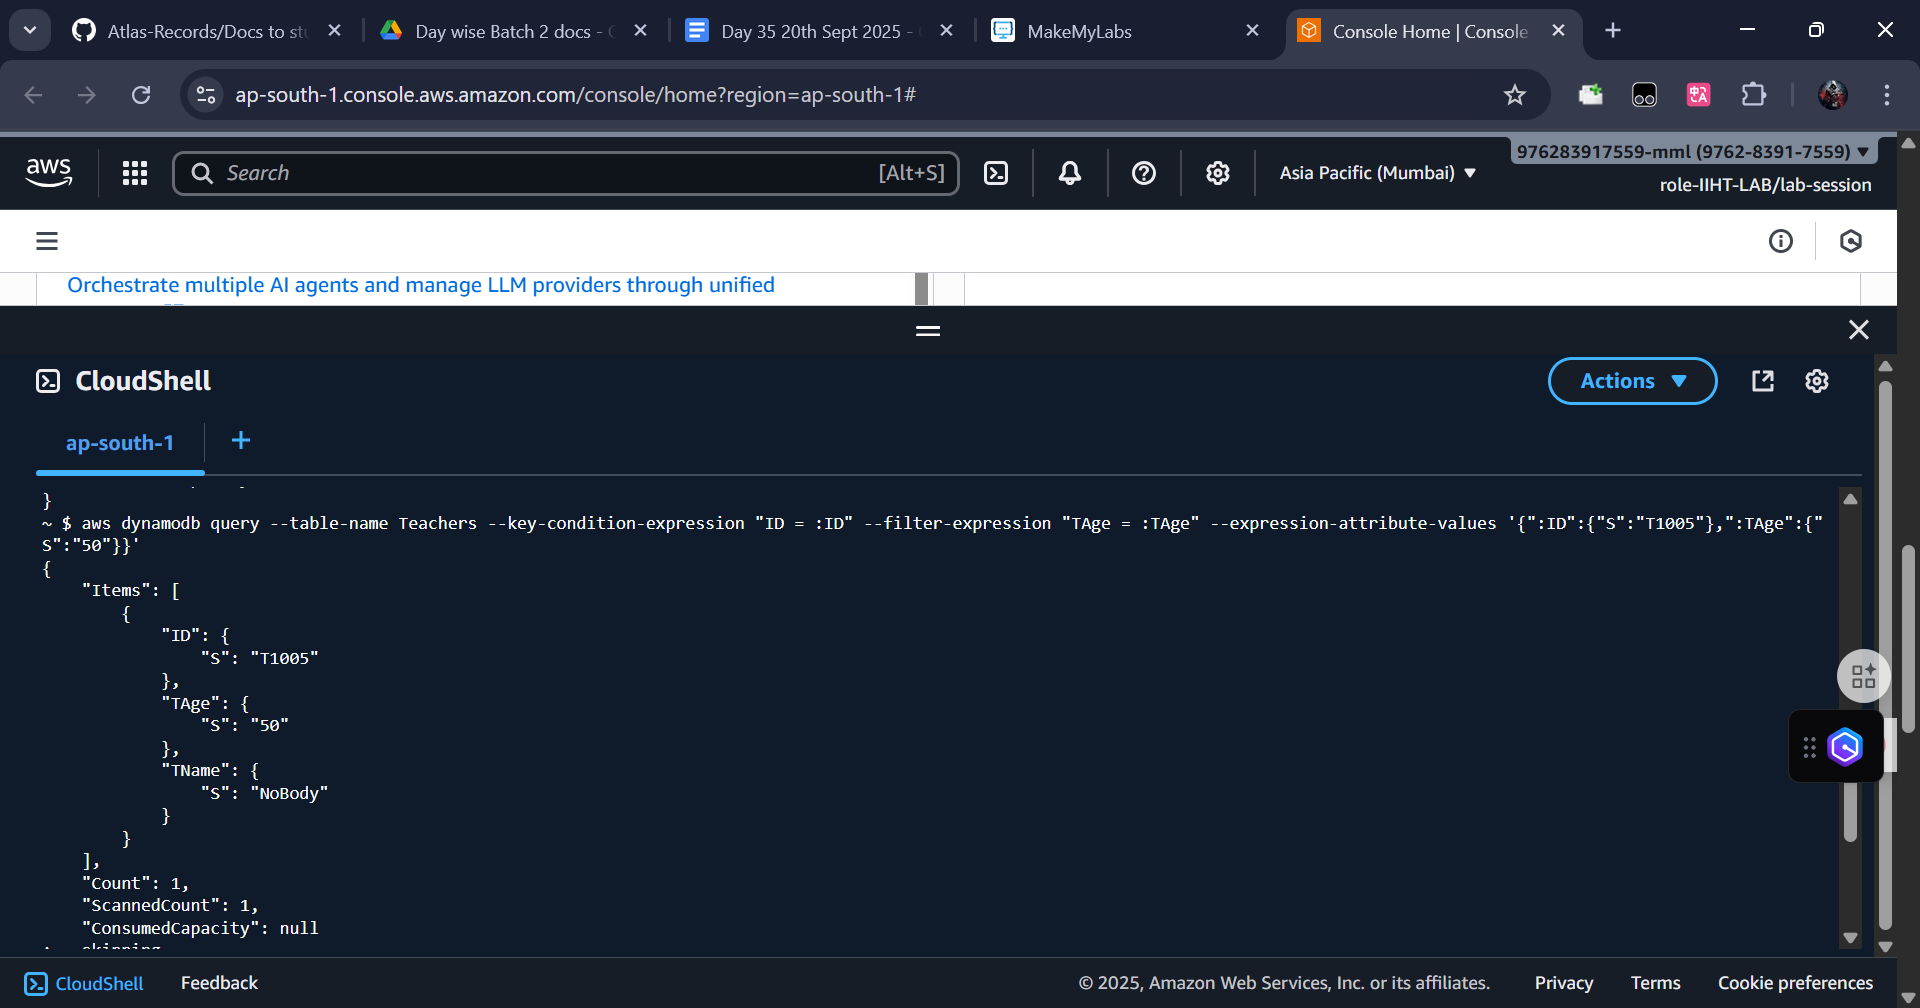 Atlas-Records/Docs to stu
Day wise Batch 2 docs - G
Day 35 20th Sept 2025 -
MakeMyLabs
Console Home | Console
ap-south-1.console.aws.amazon.com/console/home?region=ap-south-1#
aws
Search
[Alt+S]
Asia Pacific (Mumbai)
976283917559-mml (9762-8391-7559)
role-IIHT-LAB/lab-session
Orchestrate multiple AI agents and manage LLM providers through unified
CloudShell
Actions
ap-south-1
+
}
~ $ aws dynamodb query --table-name Teachers --key-condition-expression "ID = :ID" --filter-expression "TAge = :TAge" --expression-attribute-values '{":ID":{"S":"T1005"},":TAge":{"
S":"50"}}'
{
    "Items": [
        {
            "ID": {
                "S": "T1005"
            },
            "TAge": {
                "S": "50"
            },
            "TName": {
                "S": "NoBody"
            }
        }
    ],
    "Count": 1,
    "ScannedCount": 1,
    "ConsumedCapacity": null
CloudShell
Feedback
© 2025, Amazon Web Services, Inc. or its affiliates.
Privacy
Terms
Cookie preferences